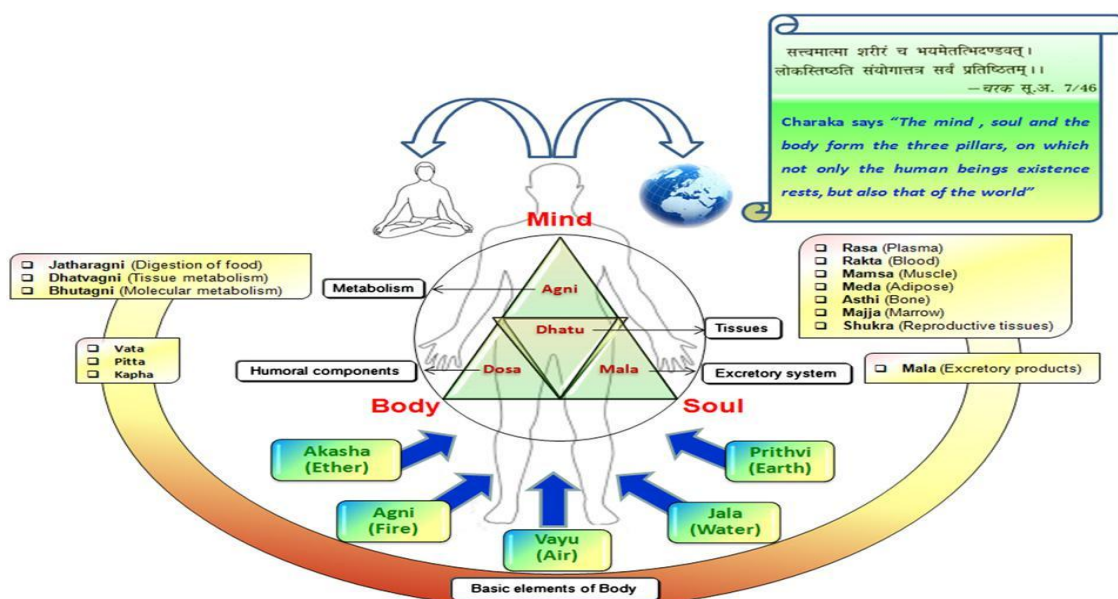 सत्त्वमात्मा शरीरं च भयमेतत्भिदण्डवत्।
लोकस्तिष्ठति संयोगात्तत्र सर्वं प्रतिष्ठितम्।।
—चरक सू.अ. 7/46
Charaka says “The mind , soul and the
body form the three pillars, on which
not only the human beings existence
rests, but also that of the world”
Mind
Jatharagni (Digestion of food)
Dhatvagni (Tissue metabolism)
Bhutagni (Molecular metabolism)
Rasa (Plasma)
Rakta (Blood)
Mamsa (Muscle)
Meda (Adipose)
Asthi (Bone)
Majja (Marrow)
Shukra (Reproductive tissues)
Metabolism
Agni
Dhatu
Tissues
Vata
Pitta
Kapha
Humoral components
Dosa
Mala
Excretory system
Mala (Excretory products)
Body
Soul
Akasha
(Ether)
Prithvi
(Earth)
Agni
(Fire)
Jala
(Water)
Vayu
(Air)
Basic elements of Body